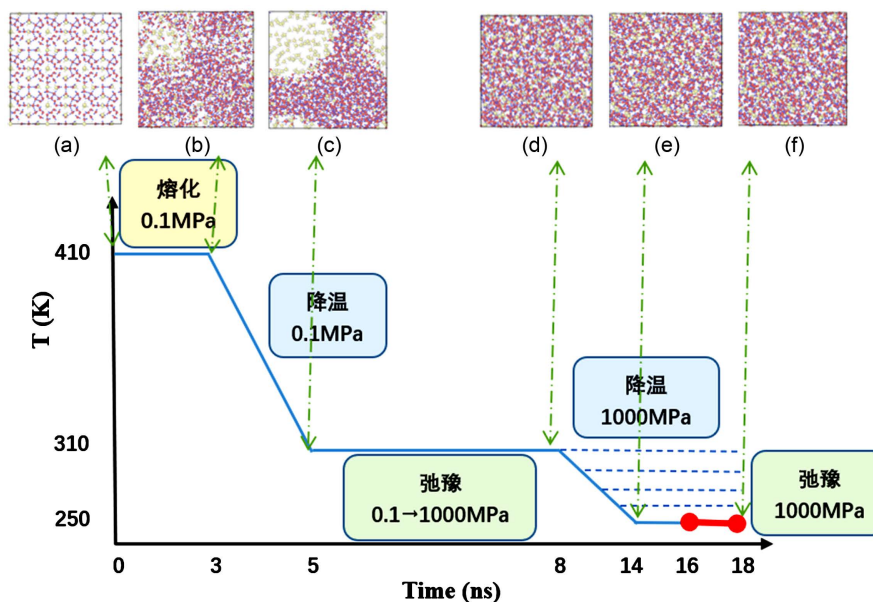 (a) (b) (c) (d) (e) (f)
熔化
0.1MPa
410
降温
0.1MPa
T (K)
降温
1000MPa
310
弛豫
0.1→1000MPa
弛豫
1000MPa
250
0 3 5 8 14 16 18
Time (ns)